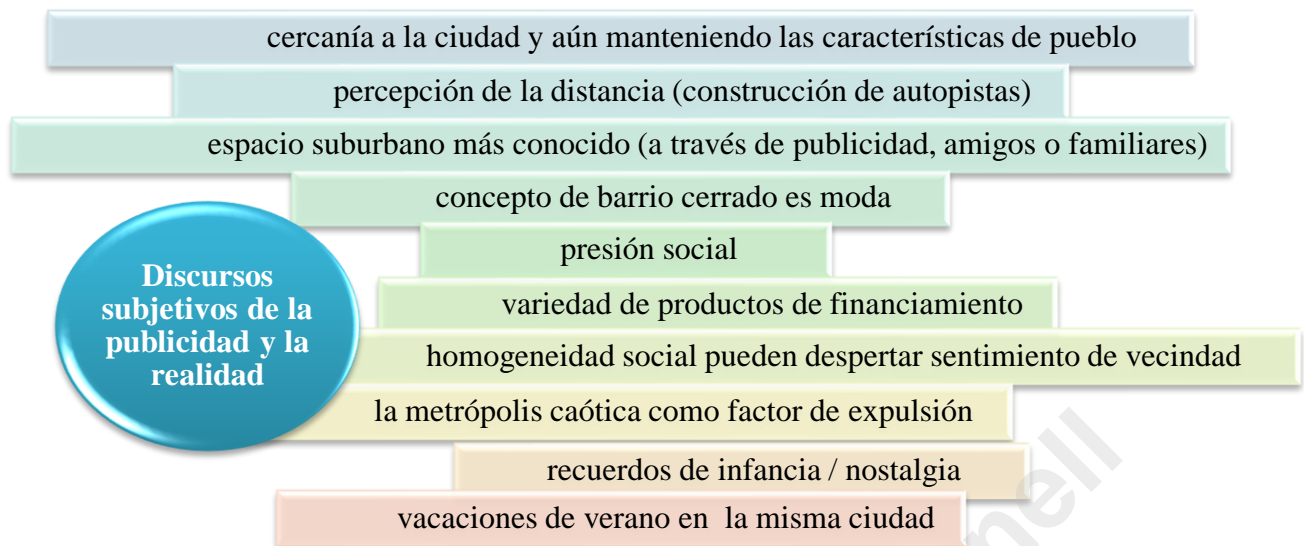 cercanía a la ciudad y aún manteniendo las características de pueblo
percepción de la distancia (construcción de autopistas)
espacio suburbano más conocido (a través de publicidad, amigos o familiares)
concepto de barrio cerrado es moda
presión social
variedad de productos de financiamiento
homogeneidad social pueden despertar sentimiento de vecindad
la metrópolis caótica como factor de expulsión
recuerdos de infancia / nostalgia
vacaciones de verano en la misma ciudad
Discursos
subjetivos de la
publicidad y la
realidad